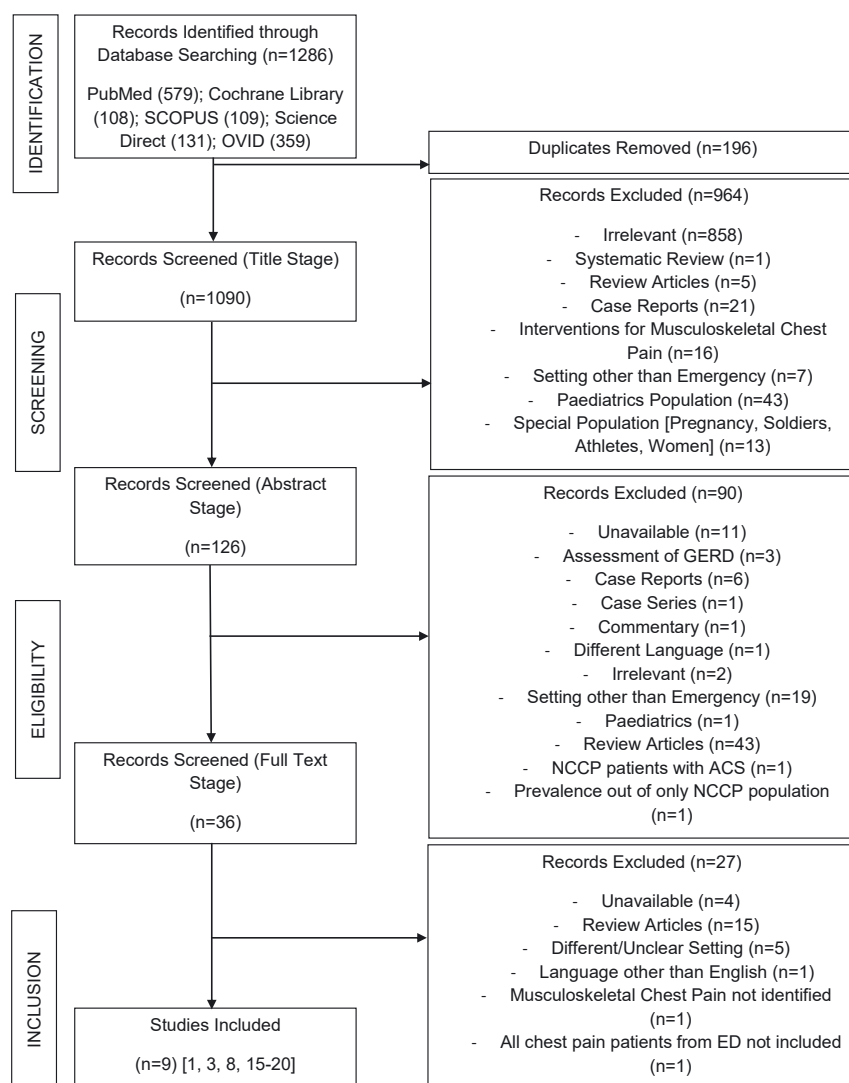 IDENTIFICATION
Records Identified through
Database Searching (n=1286)
PubMed (579); Cochrane Library
(108); SCOPUS (109); Science
Direct (131); OVID (359)
Duplicates Removed (n=196)
Records Excluded (n=964)
- Irrelevant (n=858)
- Systematic Review (n=1)
- Review Articles (n=5)
- Case Reports (n=21)
- Interventions for Musculoskeletal Chest
Pain (n=16)
- Setting other than Emergency (n=7)
- Paediatrics Population (n=43)
- Special Population [Pregnancy, Soldiers,
Athletes, Women] (n=13)
SCREENING
Records Screened (Title Stage)
(n=1090)
Records Screened (Abstract
Stage)
(n=126)
Records Excluded (n=90)
- Unavailable (n=11)
- Assessment of GERD (n=3)
- Case Reports (n=6)
- Case Series (n=1)
- Commentary (n=1)
- Different Language (n=1)
- Irrelevant (n=2)
- Setting other than Emergency (n=19)
- Paediatrics (n=1)
- Review Articles (n=43)
- NCCP patients with ACS (n=1)
- Prevalence out of only NCCP population
(n=1)
ELIGIBILITY
Records Screened (Full Text
Stage)
(n=36)
Records Excluded (n=27)
- Unavailable (n=4)
- Review Articles (n=15)
- Different/Unclear Setting (n=5)
- Language other than English (n=1)
- Musculoskeletal Chest Pain not identified
(n=1)
- All chest pain patients from ED not included
(n=1)
INCLUSION
Studies Included
(n=9) [1, 3, 8, 15-20]